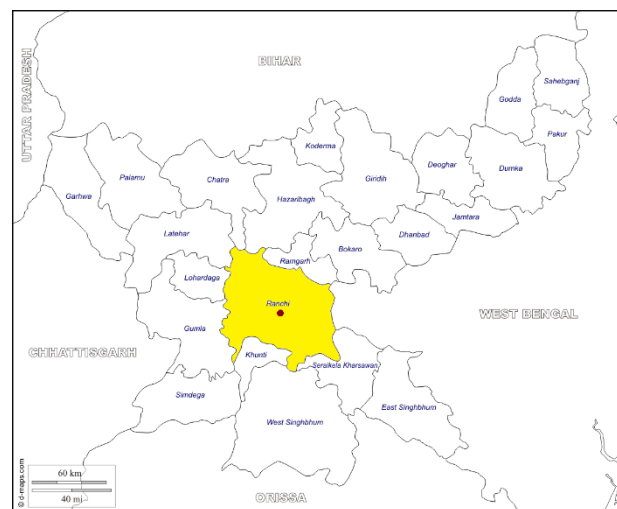 UTTAR PRADESH
BIHAR
Sahebganj
Godda
Pakur
Koderma
Deoghar
Dumka
Giridih
Palamu
Chatra
Garhwa
Hazaribagh
Jamtara
Latehar
Dhanbad
Bokaro
Ramgarh
Lohardaga
Ranchi
WEST BENGAL
Gumla
CHHATTISGARH
Khunti
Seraikela Kharsawan
Simdega
East Singhbhum
West Singhbhum
60 km
40 mi
ORISSA
© d-maps.com